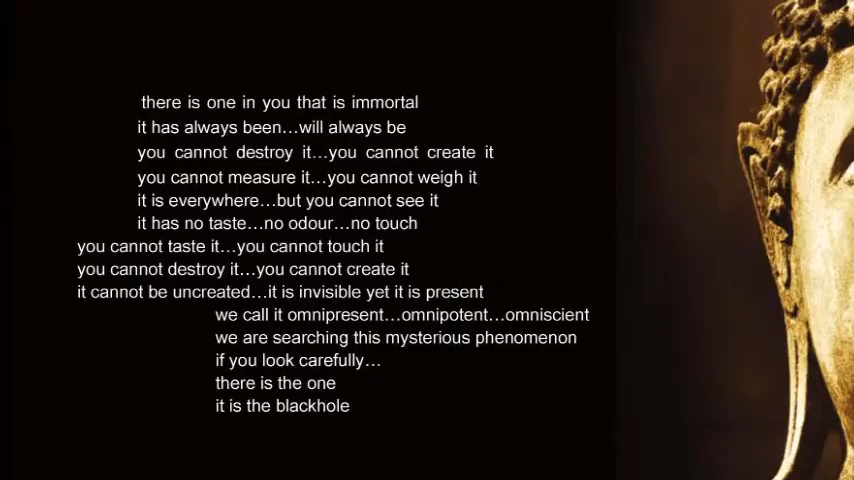 there is one in you that is immortal
it has always been…will always be
you cannot destroy it…you cannot create it
you cannot measure it…you cannot weigh it
it is everywhere…but you cannot see it
it has no taste…no odour…no touch
you cannot taste it…you cannot touch it
you cannot destroy it…you cannot create it
it cannot be uncreated…it is invisible yet it is present
we call it omnipresent…omnipotent…omniscient
we are searching this mysterious phenomenon
if you look carefully…
there is the one
it is the blackhole